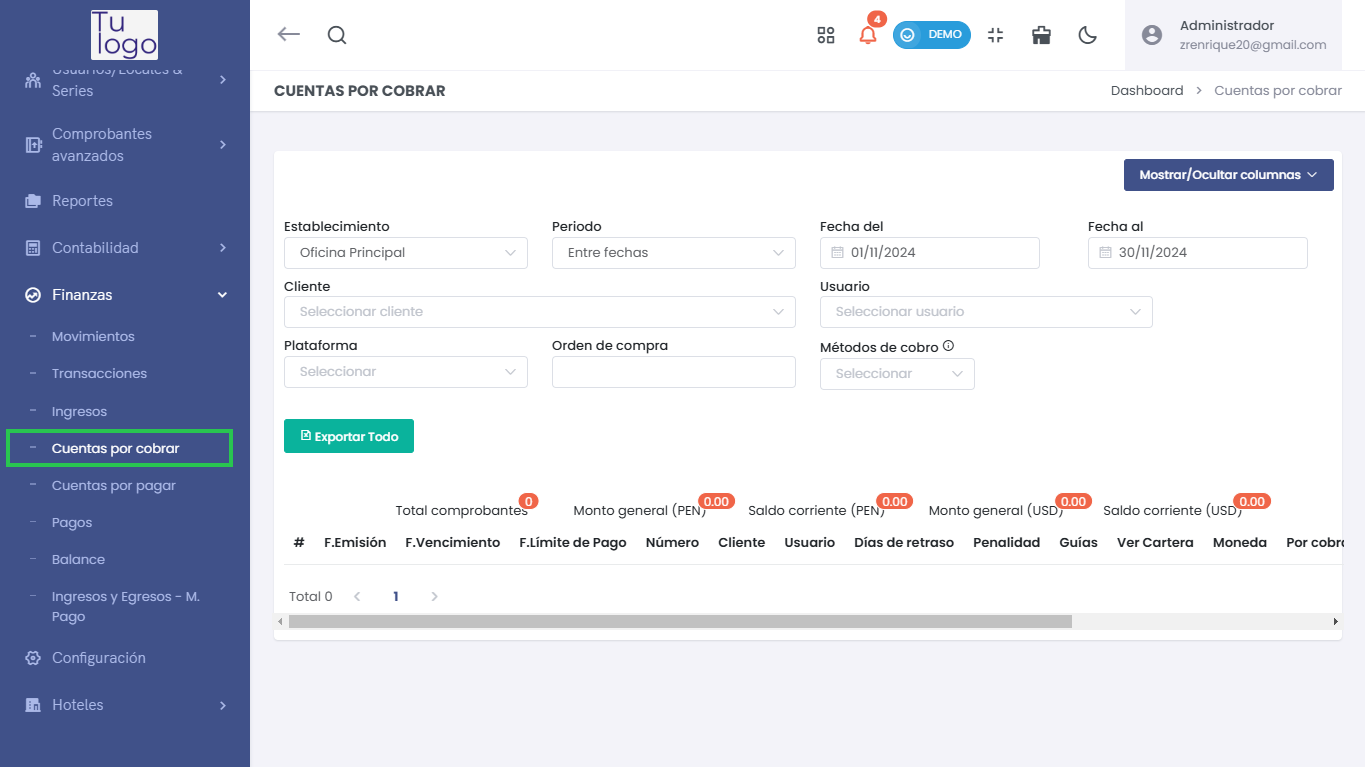 Tu
logo
Usuarios/Locales &
Series
Comprobantes
avanzados
Reportes
Contabilidad
Finanzas
Movimientos
Transacciones
Ingresos
Cuentas por cobrar
Cuentas por pagar
Pagos
Balance
Ingresos y Egresos - M.
Pago
Configuración
Hoteles
4
DEMO
Administrador
zrenrique20@gmail.com
CUENTAS POR COBRAR
Dashboard > Cuentas por cobrar
Mostrar/Ocultar columnas
Establecimiento Periodo Fecha del Fecha al
Oficina Principal Entre fechas 01/11/2024 30/11/2024
Cliente Usuario
Seleccionar cliente Seleccionar usuario
Plataforma Orden de compra Métodos de cobro
Seleccionar Seleccionar
Exportar Todo
0 0.00 0.00 0.00 0.00
Total comprobantes Monto general (PEN) Saldo corriente (PEN) Monto general (USD) Saldo corriente (USD)
# F.Emisión F.Vencimiento F.Límite de Pago Número Cliente Usuario Días de retraso Penalidad Guías Ver Cartera Moneda Por cobra
Total 0 < 1 >